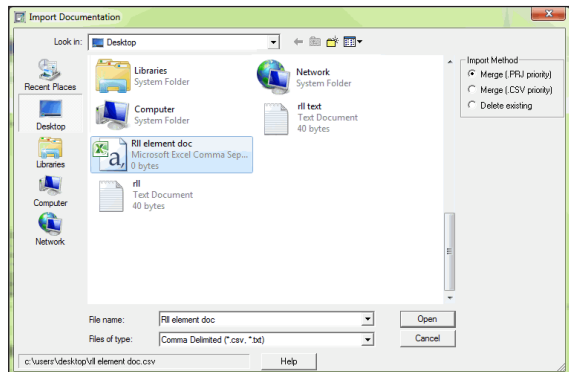 Import Documentation
Look in:
Desktop
Recent Places
Desktop
Libraries
Computer
Network
Libraries
System Folder
Network
System Folder
Computer
System Folder
rll text
Text Document
40 bytes
Rll element doc
Microsoft Excel Comma Sep...
0 bytes
rll
Text Document
40 bytes
Import Method
Merge (.PRJ priority)
Merge (.CSV priority)
Delete existing
File name:
Rll element doc
Open
Files of type:
Comma Delimited (*.csv, *.txt)
Cancel
c:\users\desktop\rll element doc.csv
Help